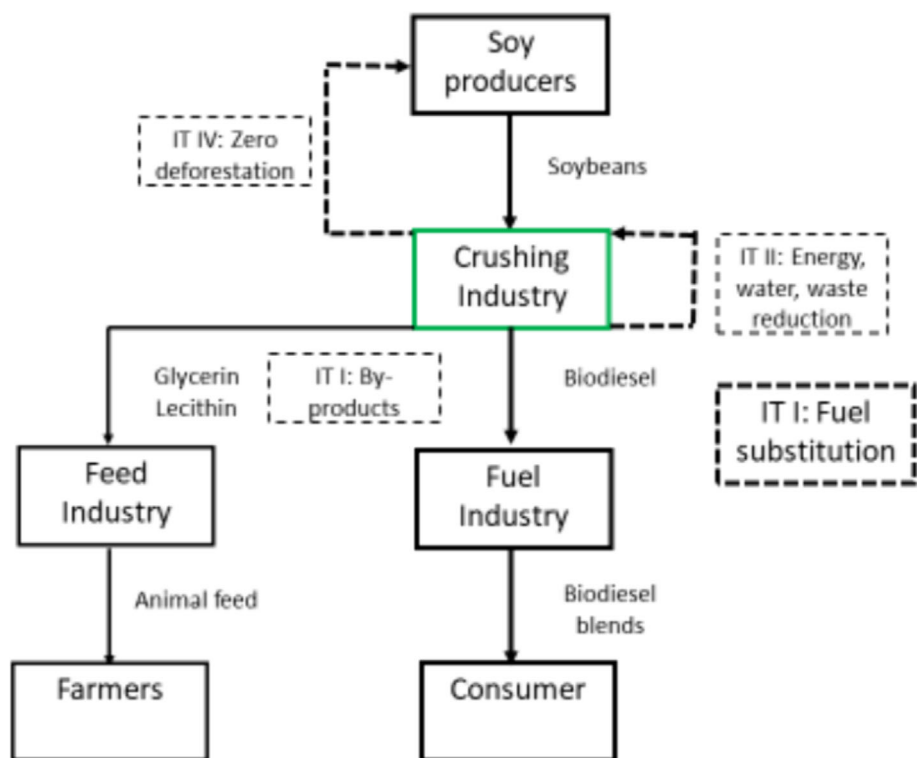 Soy
producers
IT IV: Zero
deforestation
Soybeans
Crushing
Industry
IT II: Energy,
water, waste
reduction
Glycerin
Lecithin
IT I: By-
products
Biodiesel
IT I: Fuel
substitution
Feed
Industry
Fuel
Industry
Animal feed
Biodiesel
blends
Farmers
Consumer